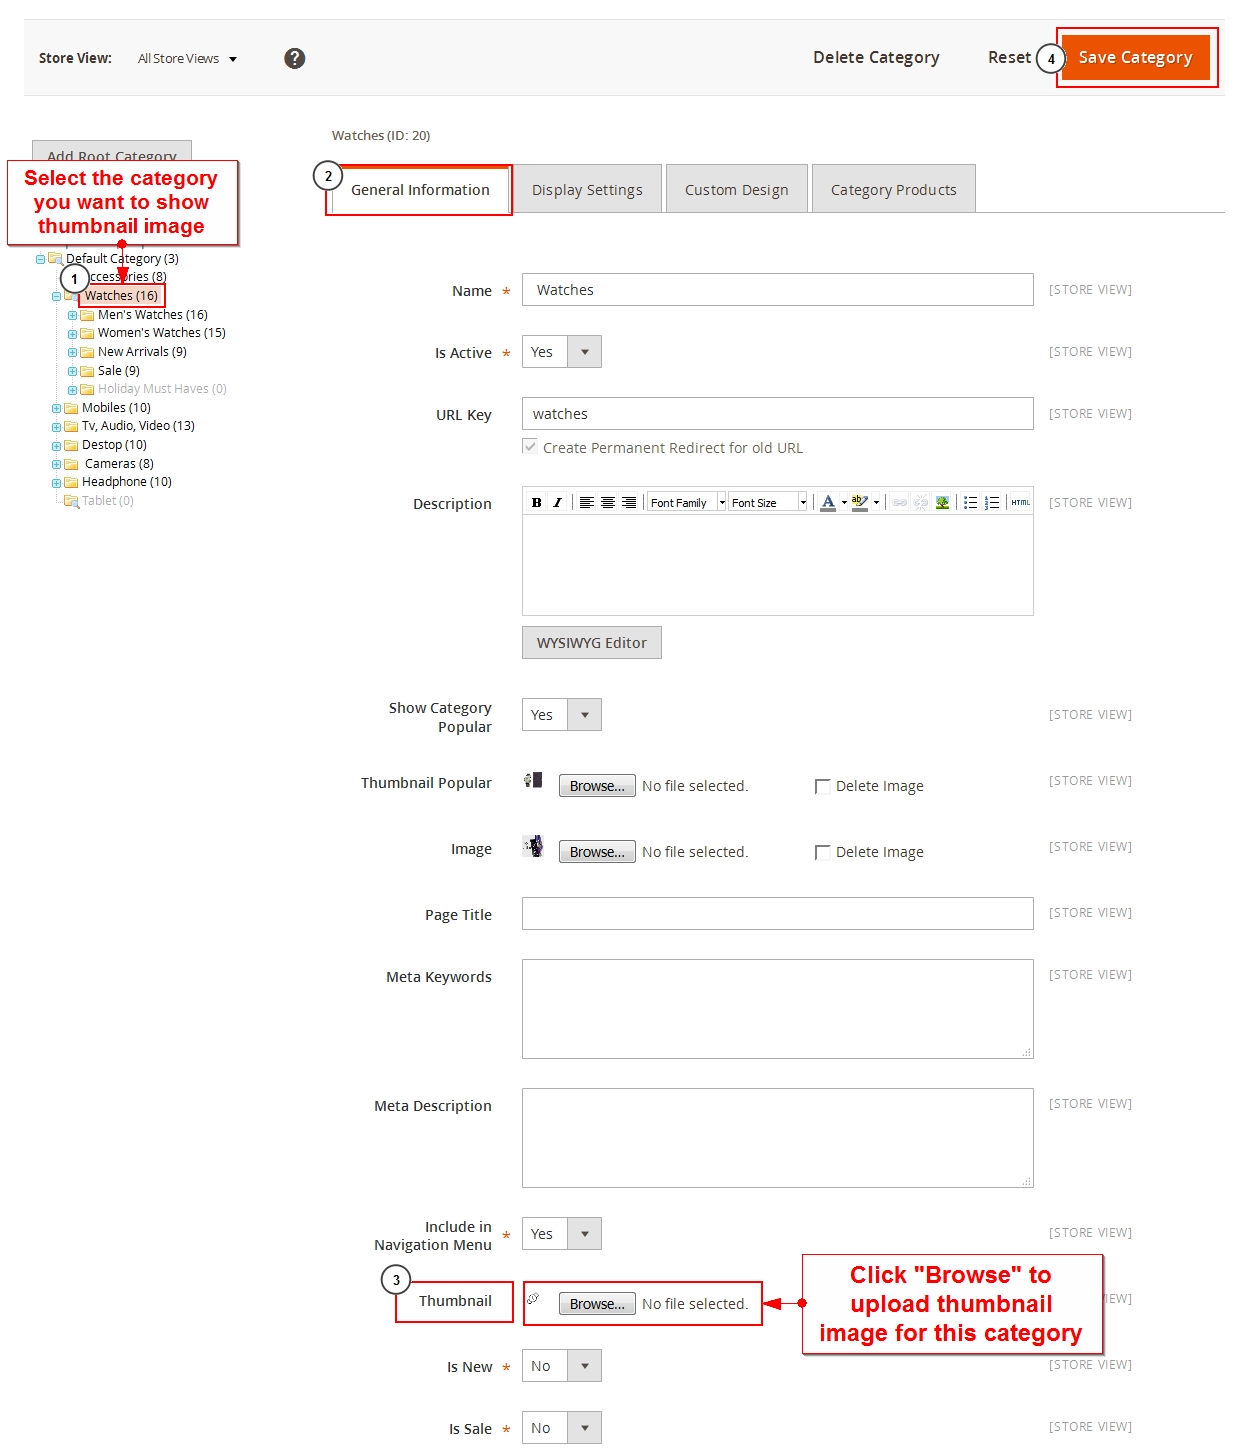 Store View: All Store Views ?
Delete Category Reset 4 Save Category
Watches (ID: 20)
Add Root Category
Select the category
you want to show
thumbnail image
2 General Information Display Settings Custom Design Category Products
Default Category (3)
1 ccessories (8)
Watches (16)
Men's Watches (16)
Women's Watches (15)
New Arrivals (9)
Sale (9)
Holiday Must Haves (0)
Mobiles (10)
Tv, Audio, Video (13)
Destop (10)
Cameras (8)
Headphone (10)
Tablet (0)
Name * Watches [STORE VIEW]
Is Active * Yes [STORE VIEW]
URL Key watches [STORE VIEW]
Create Permanent Redirect for old URL
Description B I Font Family Font Size A ab HTML [STORE VIEW]
WYSIWYG Editor
Show Category
Popular Yes [STORE VIEW]
Thumbnail Popular Browse... No file selected. Delete Image [STORE VIEW]
Image Browse... No file selected. Delete Image [STORE VIEW]
Page Title [STORE VIEW]
Meta Keywords [STORE VIEW]
Meta Description [STORE VIEW]
Include in
Navigation Menu * Yes [STORE VIEW]
3 Thumbnail Browse... No file selected. IEW]
Click "Browse" to
upload thumbnail
image for this category
Is New * No [STORE VIEW]
Is Sale * No [STORE VIEW]